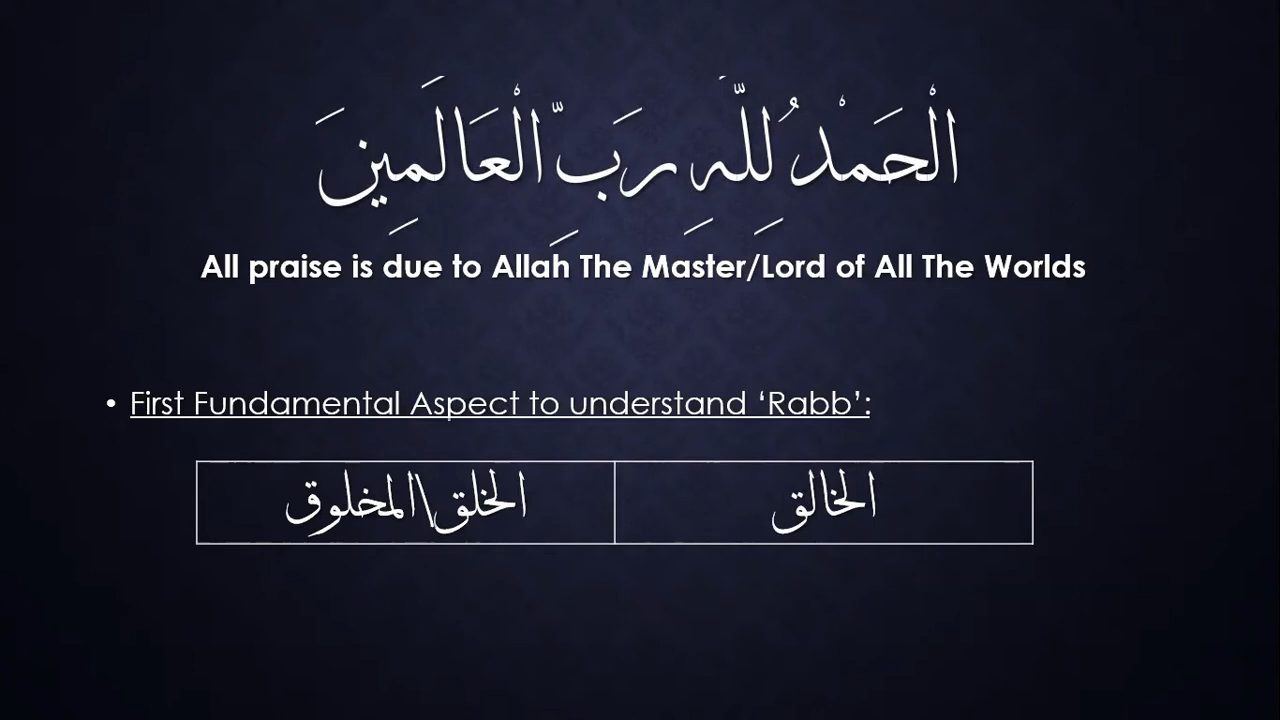 الْحَمْدُ لِلَّهِ رَبِّ الْعَالَمِينَ
All praise is due to Allah The Master/Lord of All The Worlds
• First Fundamental Aspect to understand ‘Rabb’:
الخالق
الخلق\المخلوق